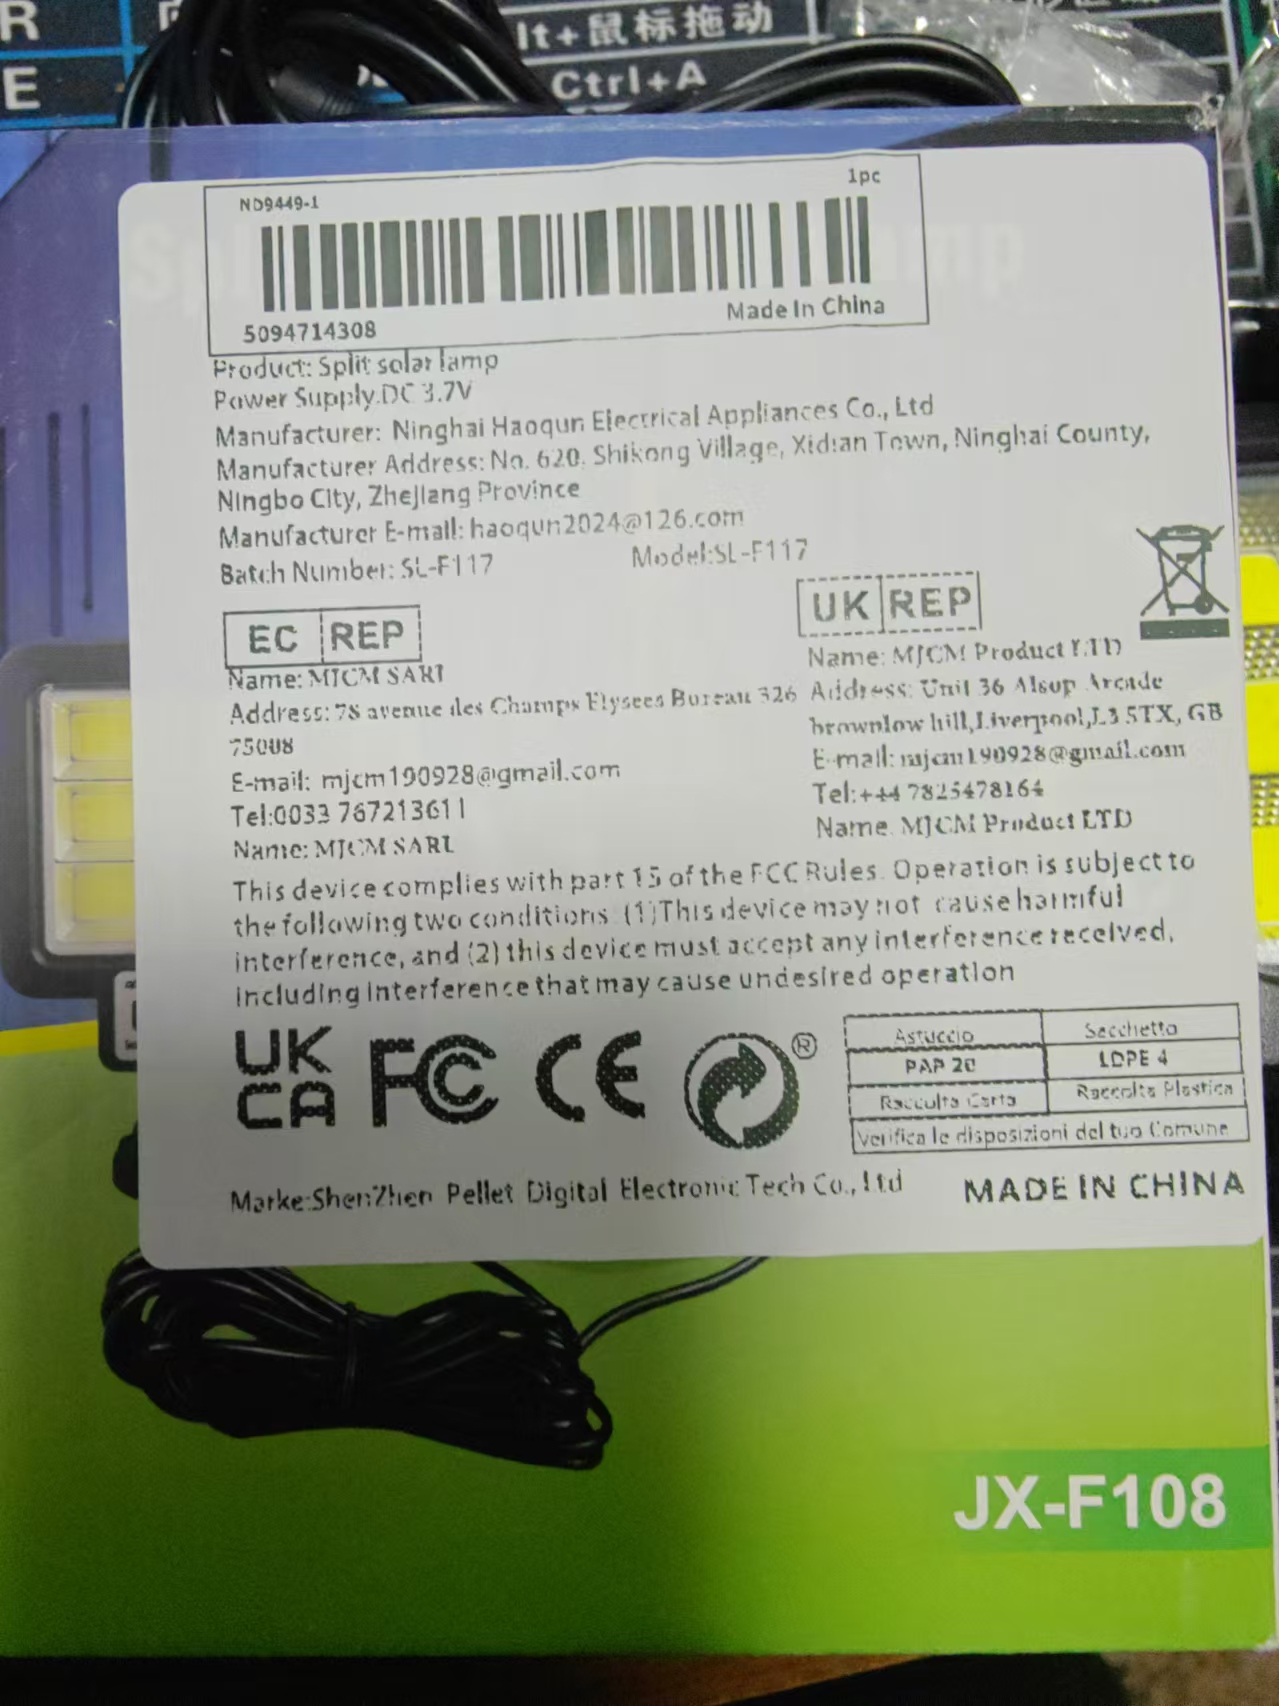 R
E
lt+鼠标拖动
Ctrl+A
ND9449-1
1pc
5094714308
Made In China
Product: Split solar lamp
Power Supply.DC 3.7V
Manufacturer: Ninghai Haoqun Electrical Appliances Co., Ltd
Manufacturer Address: No. 620. Shikong Village, Xidian Town, Ninghai County,
Ningbo City, Zhejiang Province
Manufacturer E-mail: haoqun2024@126.com
Batch Number: SL-F117
Model:SL-F117
EC REP
Name: MJCM SARL
Address: 78 avenue des Champs Elysees Bureau 326
75008
E-mail: mjcm190928@gmail.com
Tel:0033 767213611
Name: MJCM SARL
UK REP
Name: MJCM Product LTD
Address: Unit 36 Alsop Arcade
brownlow hill,Liverpool,L3 5TX, GB
E-mail: mjcm190928@gmail.com
Tel:+44 7825478164
Name. MJCM Product LTD
This device complies with part 15 of the FCC Rules. Operation is subject to
the following two conditions (1)This device may not cause harmful
interference, and (2) this device must accept any interference received,
including interference that may cause undesired operation
UK
CA
FC
CE
®
Astuccio
Sacchetto
PAP 20
LDPE 4
Raccolta Carta
Raccolta Plastica
Verifica le disposizioni del tuo Comune
Marke:ShenZhen Pellet Digital Electronic Tech Co., Ltd
MADE IN CHINA
JX-F108